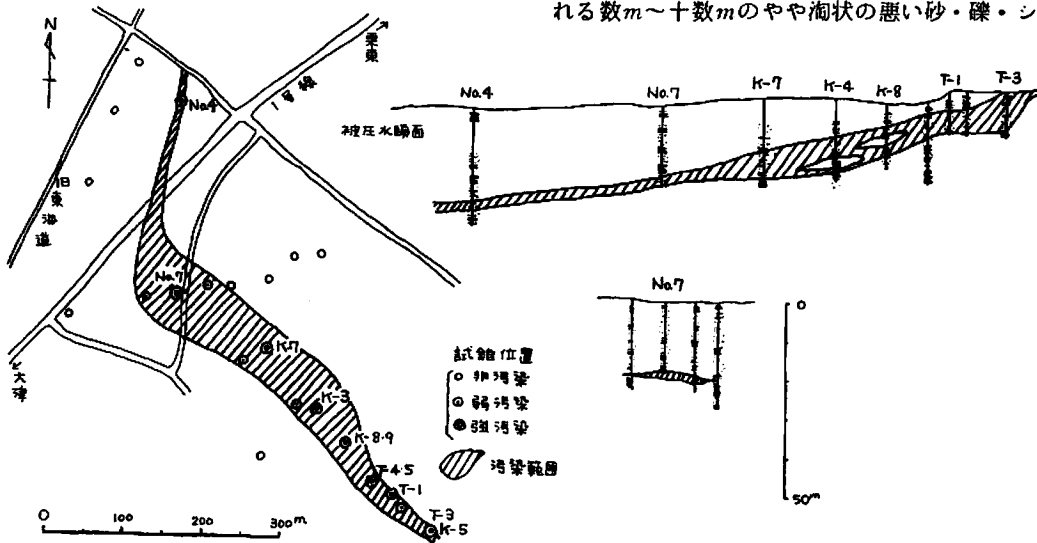 れる数m〜十数mのやや淘状の悪い砂・礫・シ
N
栗東
1号線
No.4
旧東海道
No.7
大津
K-7
K-3
K-8・9
T-4・5
T-1
T-3
K-5
試錐位置
非汚染
弱汚染
強汚染
汚染範囲
0 100 200 300m
No.4 No.7 K-7 K-4 K-8 T-1 T-3
被圧水頭面
No.7
0
50m